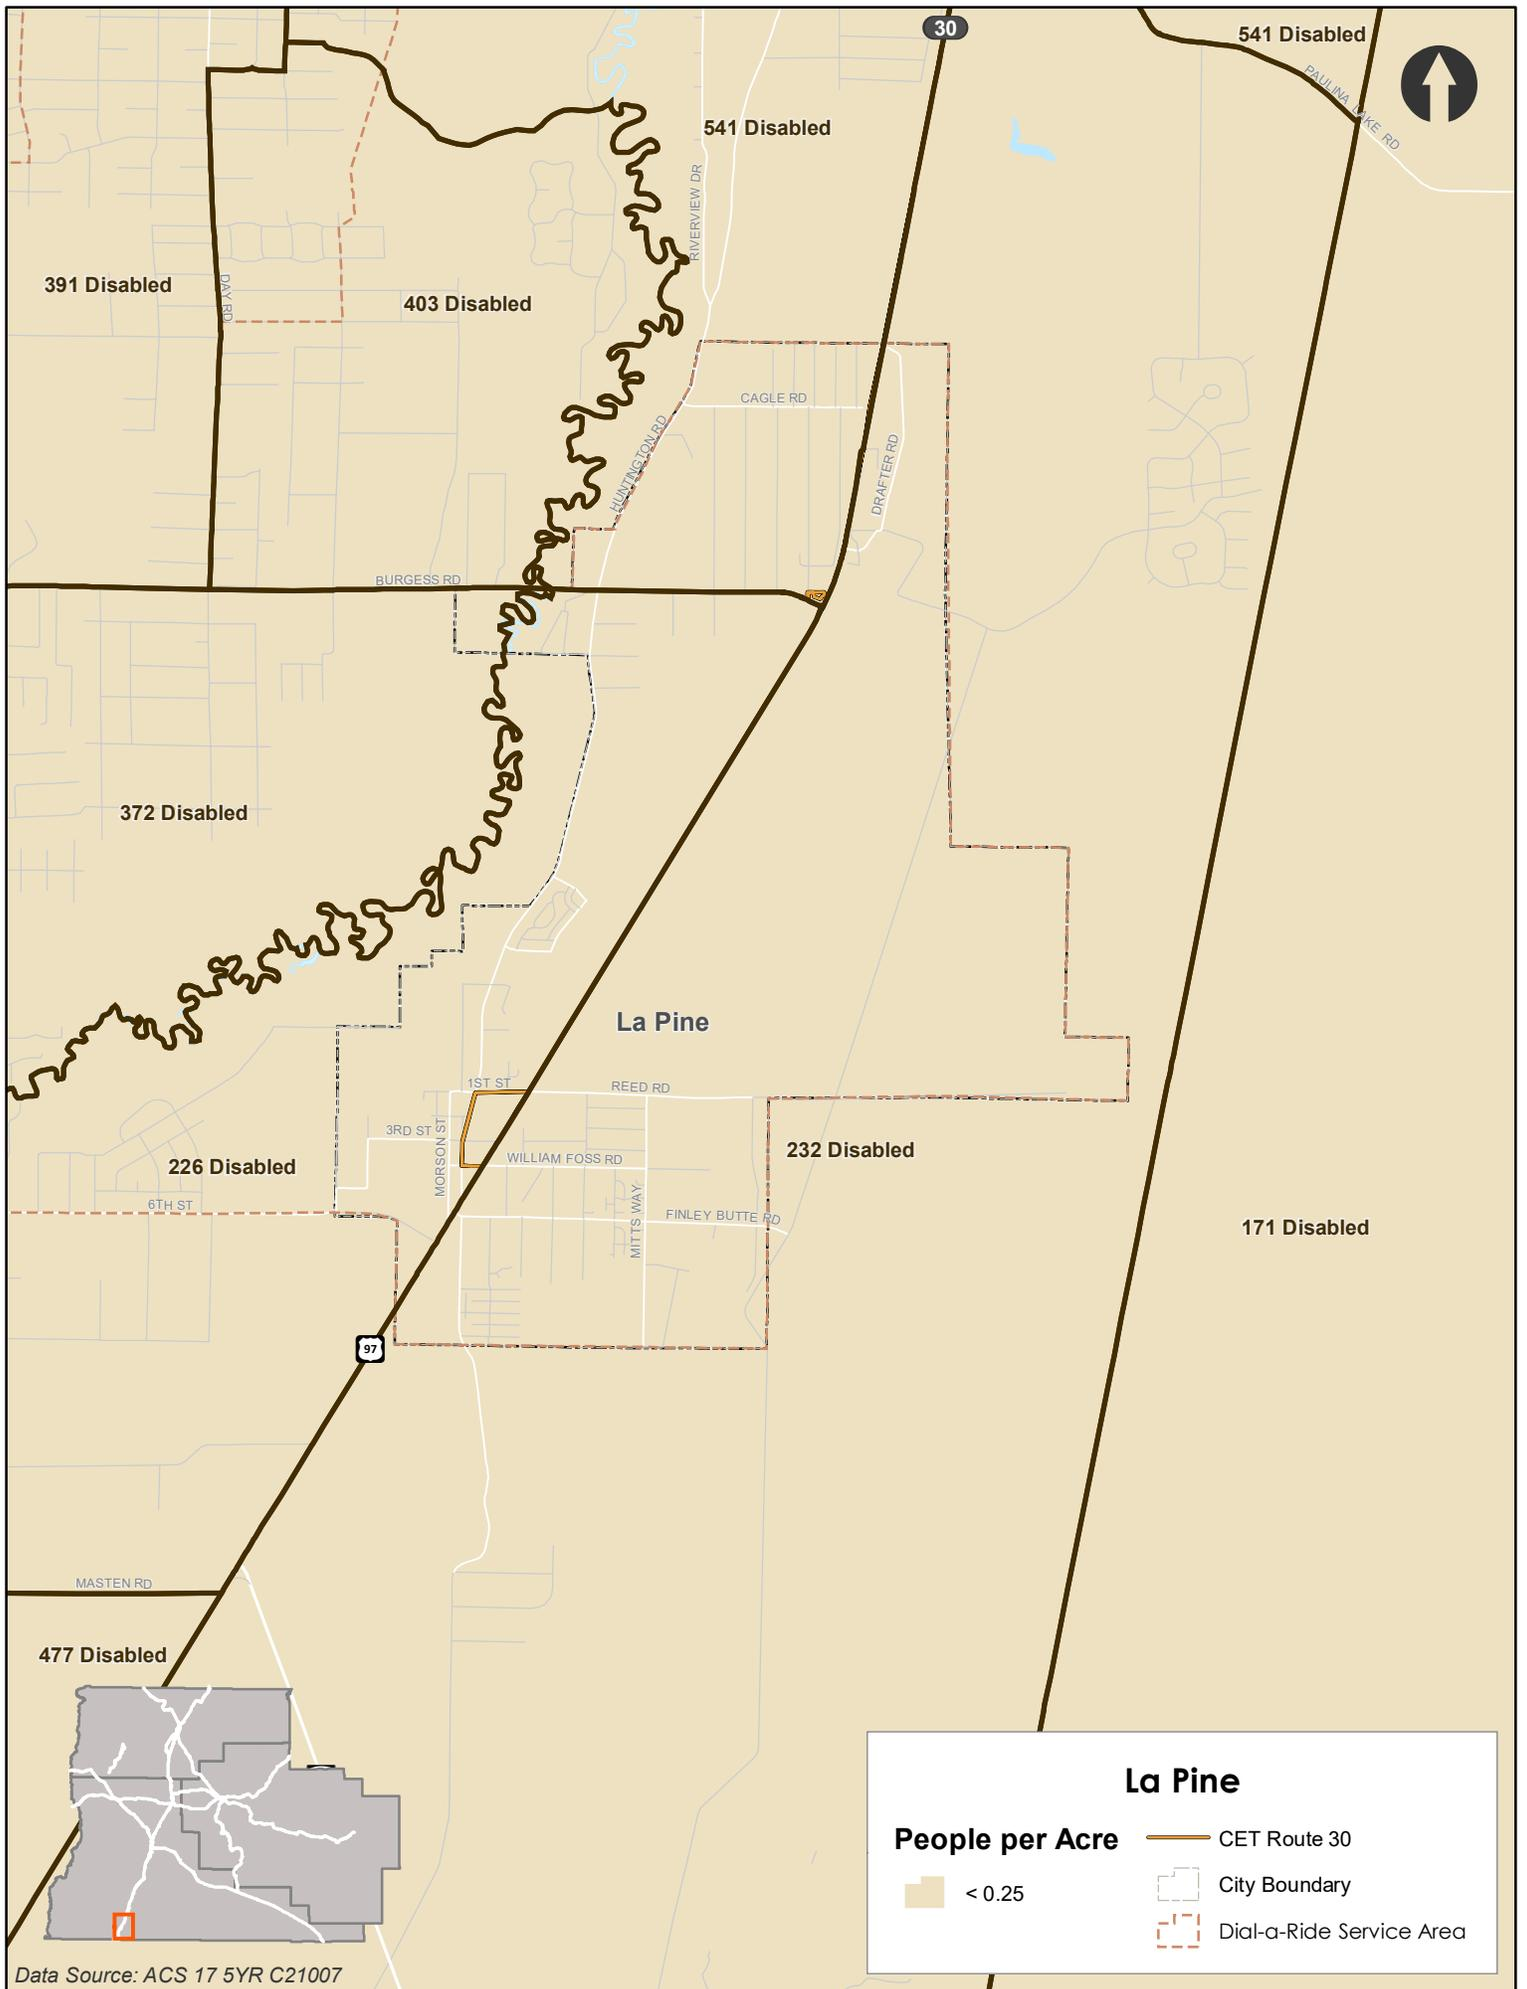 30
541 Disabled
PAULINA LAKE RD
541 Disabled
RIVERVIEW DR
391 Disabled
DAY RD
403 Disabled
CAGLE RD
HUNTINGTON RD
DRAFTER RD
BURGESS RD
372 Disabled
La Pine
1ST ST
REED RD
3RD ST
MORSON ST
WILLIAM FOSS RD
232 Disabled
226 Disabled
6TH ST
MITTS WAY
FINLEY BUTTE RD
171 Disabled
97
MASTEN RD
477 Disabled
La Pine
People per Acre
< 0.25
CET Route 30
City Boundary
Dial-a-Ride Service Area
Data Source: ACS 17 5YR C21007